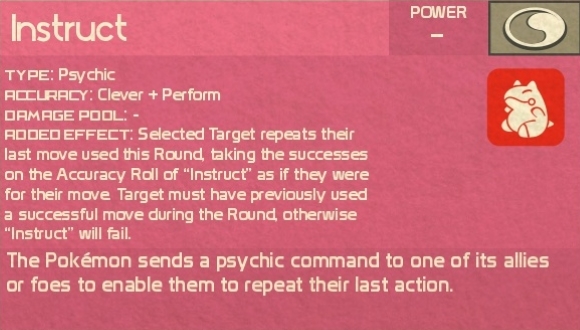 Instruct
POWER
–
TYPE: Psychic
ACCURACY: Clever + Perform
DAMAGE POOL: -
ADDED EFFECT: Selected Target repeats their
last move used this Round, taking the successes
on the Accuracy Roll of “Instruct” as if they were
for their move. Target must have previously used
a successful move during the Round, otherwise
“Instruct” will fail.
The Pokémon sends a psychic command to one of its allies
or foes to enable them to repeat their last action.